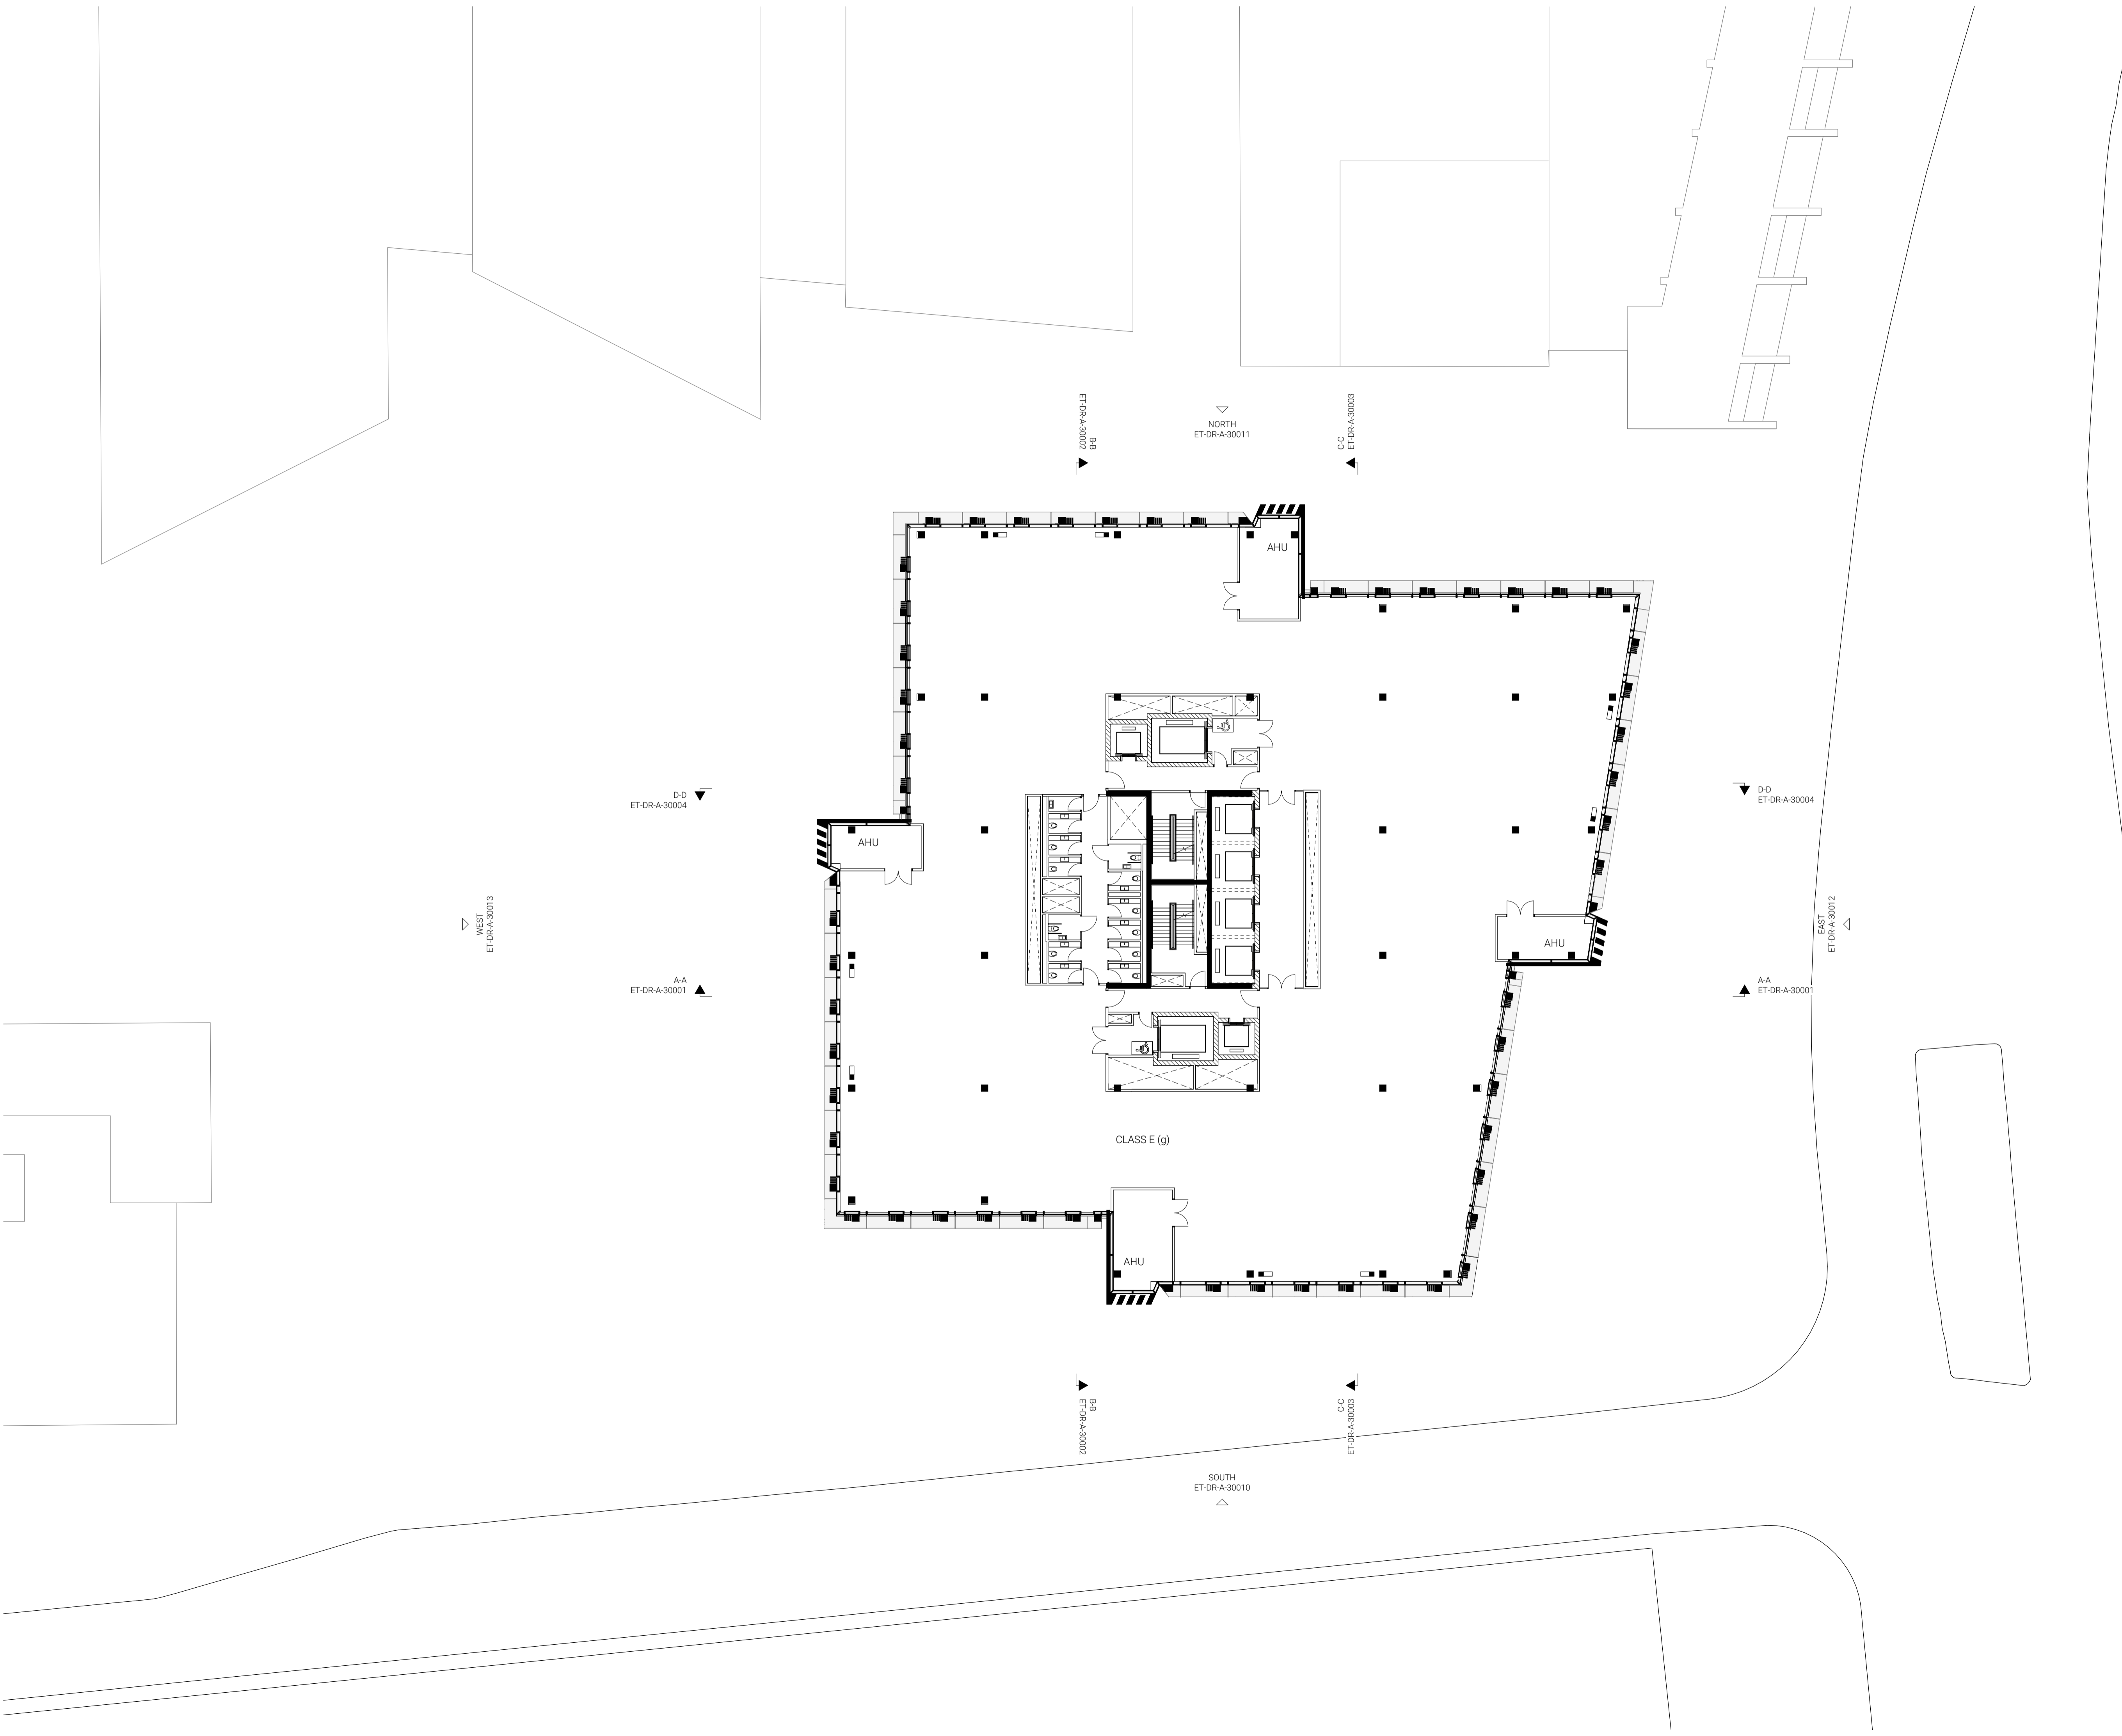 B-B
ET-DR-A-30002
NORTH
ET-DR-A-30011
C-C
ET-DR-A-30003
AHU
D-D
ET-DR-A-30004
D-D
ET-DR-A-30004
AHU
WEST
ET-DR-A-30013
EAST
ET-DR-A-30012
AHU
A-A
ET-DR-A-30001
A-A
ET-DR-A-30001
CLASS E (g)
AHU
B-B
ET-DR-A-30002
C-C
ET-DR-A-30003
SOUTH
ET-DR-A-30010